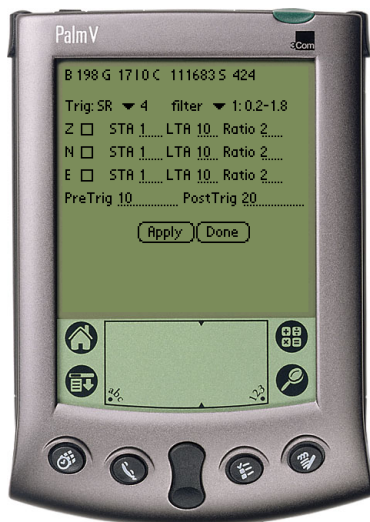 Palm V
3Com
B 198 G 1710 C 111683 S 424
Trig: SR 4 filter 1: 0.2-1.8
Z STA 1 LTA 10 Ratio 2
N STA 1 LTA 10 Ratio 2
E STA 1 LTA 10 Ratio 2
PreTrig 10 PostTrig 20
Apply Done
abc 123